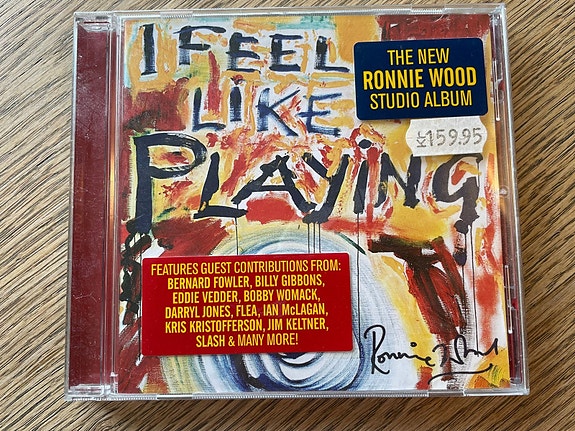 I FEEL
LIKE
PLAYING
THE NEW
RONNIE WOOD
STUDIO ALBUM
£159.95
FEATURES GUEST CONTRIBUTIONS FROM:
BERNARD FOWLER, BILLY GIBBONS,
EDDIE VEDDER, BOBBY WOMACK,
DARRYL JONES, FLEA, IAN McLAGAN,
KRIS KRISTOFFERSON, JIM KELTNER,
SLASH & MANY MORE!
Ronnie Wood